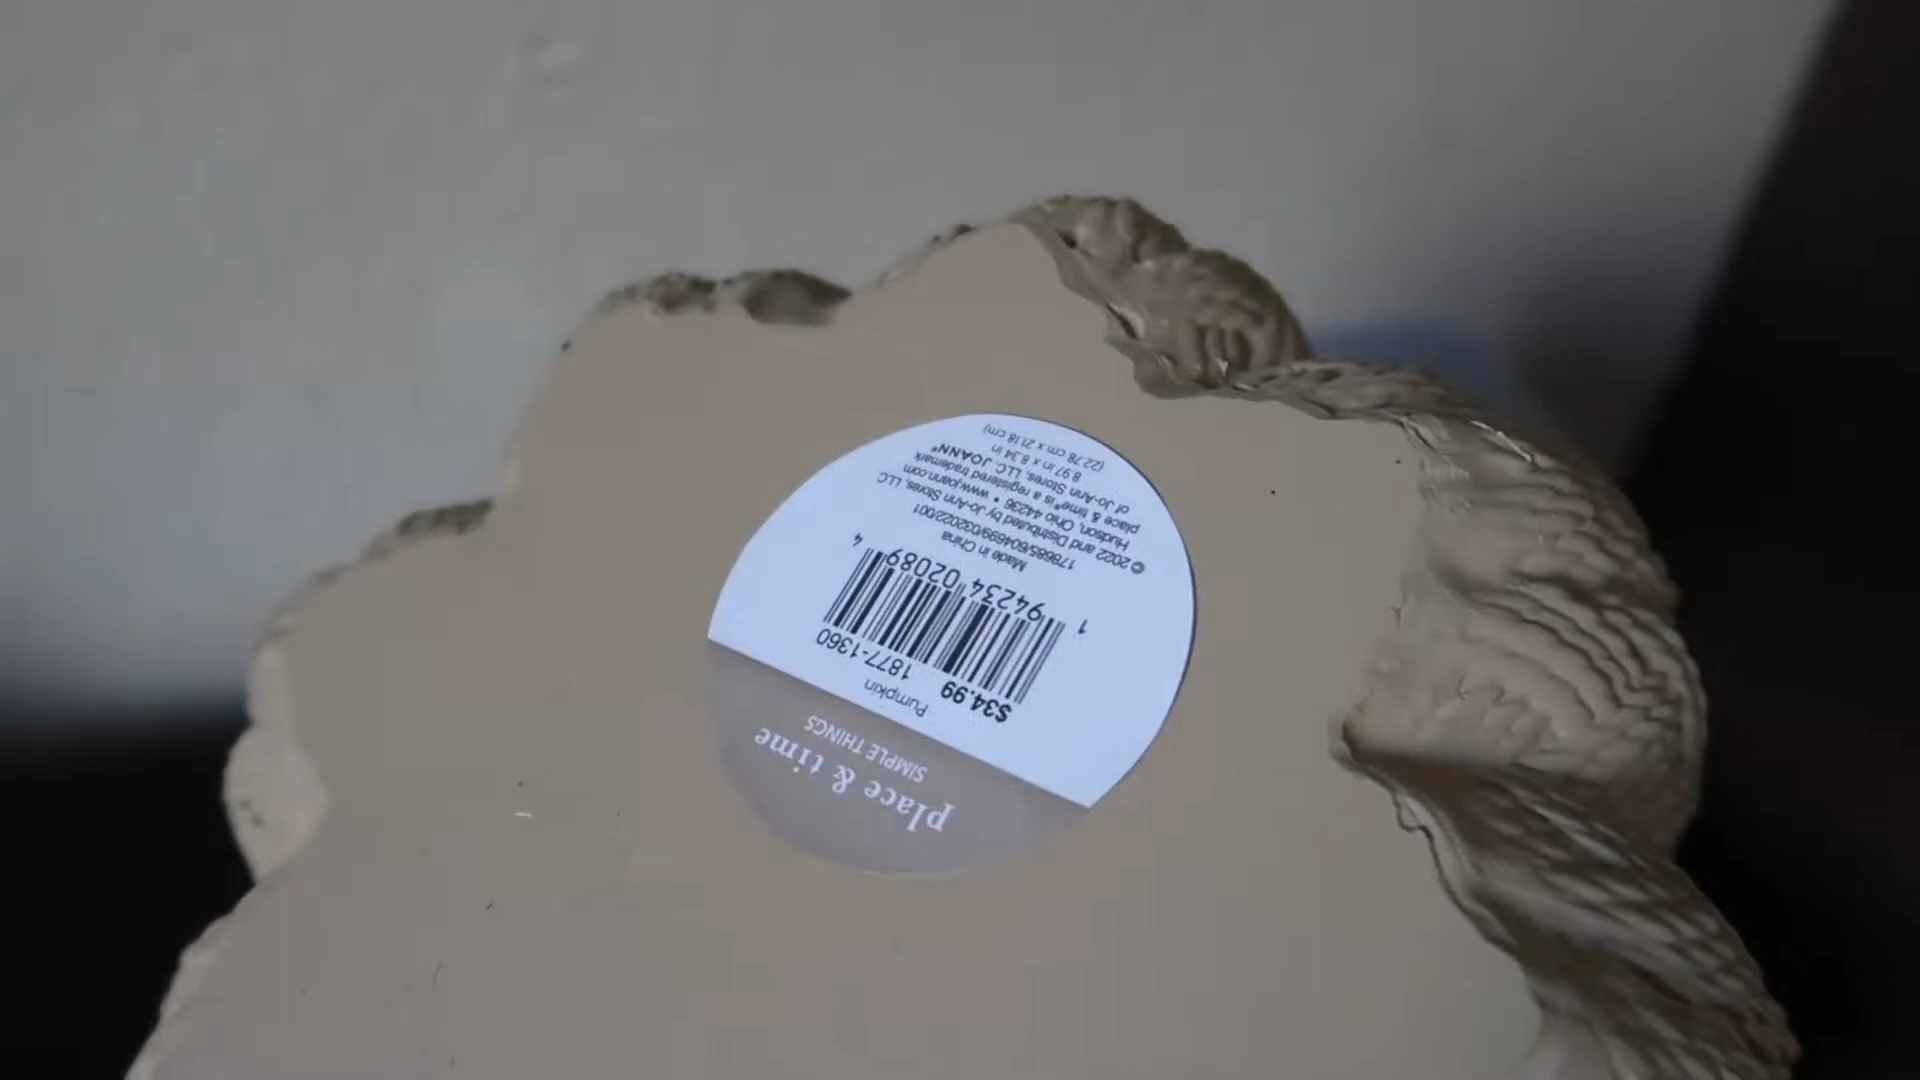 place & time
SIMPLE THINGS
Pumpkin
$34.99 1877-1360
1 94234 02089 4
Made in China
178685/604699/032022/001
© 2022 and Distributed by Jo-Ann Stores, LLC
Hudson, Ohio 44236 • www.joann.com
place & time® is a registered trademark
of Jo-Ann Stores, LLC. JOANN®
8.97 in x 8.34 in
(22.78 cm x 21.18 cm)